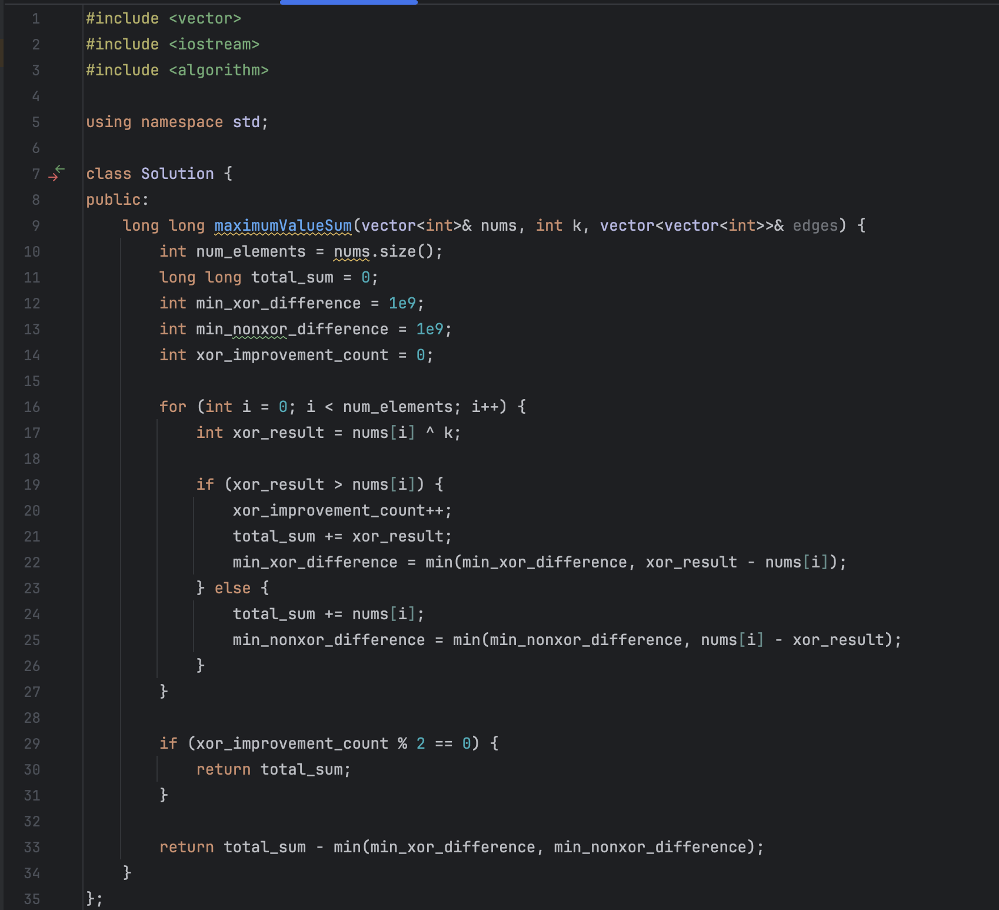 1 #include <vector>
2 #include <iostream>
3 #include <algorithm>
4
5 using namespace std;
6
7 class Solution {
8 public:
9     long long maximumValueSum(vector<int>& nums, int k, vector<vector<int>>& edges) {
10         int num_elements = nums.size();
11         long long total_sum = 0;
12         int min_xor_difference = 1e9;
13         int min_nonxor_difference = 1e9;
14         int xor_improvement_count = 0;
15
16         for (int i = 0; i < num_elements; i++) {
17             int xor_result = nums[i] ^ k;
18
19             if (xor_result > nums[i]) {
20                 xor_improvement_count++;
21                 total_sum += xor_result;
22                 min_xor_difference = min(min_xor_difference, xor_result - nums[i]);
23             } else {
24                 total_sum += nums[i];
25                 min_nonxor_difference = min(min_nonxor_difference, nums[i] - xor_result);
26             }
27         }
28
29         if (xor_improvement_count % 2 == 0) {
30             return total_sum;
31         }
32
33         return total_sum - min(min_xor_difference, min_nonxor_difference);
34     }
35 };